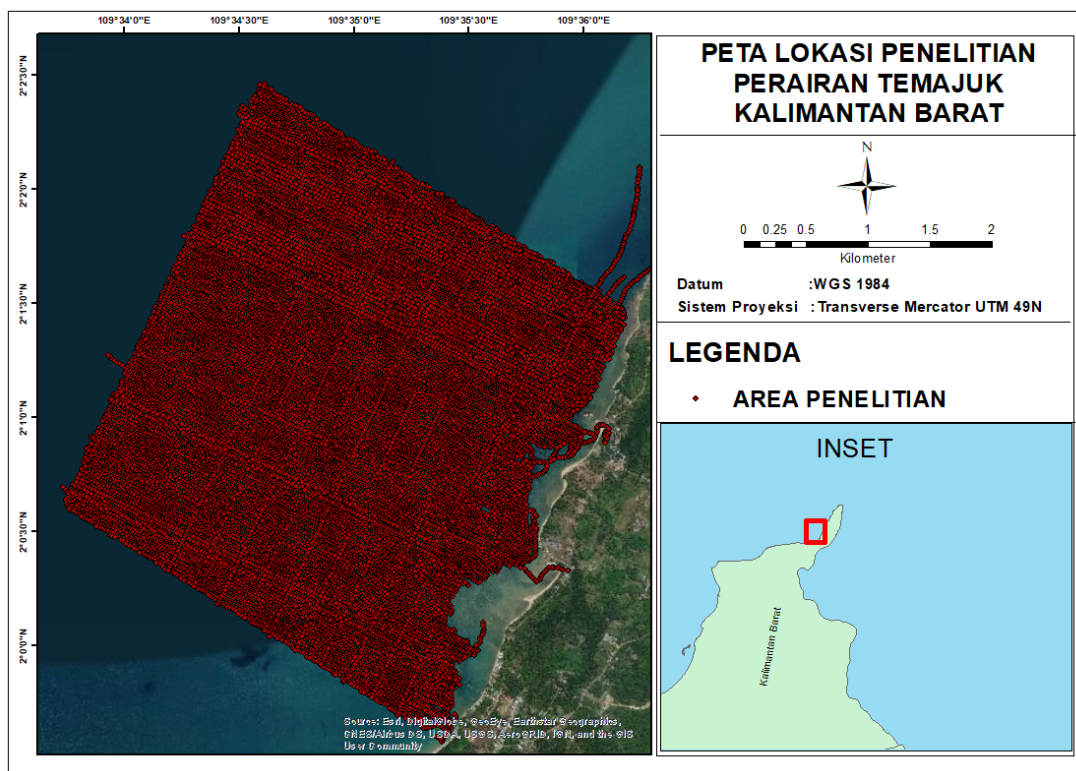 109°34'0"E
109°34'30"E
109°35'0"E
109°35'30"E
109°36'0"E
2°2'30"N
2°2'0"N
2°1'30"N
2°1'0"N
2°0'30"N
2°0'0"N
Source: Esri, DigitalGlobe, GeoEye, Earthstar Geographics,
CNES/Airbus DS, USDA, USGS, AeroGRID, IGN, and the GIS
User Community
PETA LOKASI PENELITIAN
PERAIRAN TEMAJUK
KALIMANTAN BARAT
N
0 0.25 0.5 1 1.5 2
Kilometer
Datum :WGS 1984
Sistem Proyeksi : Transverse Mercator UTM 49N
LEGENDA
AREA PENELITIAN
INSET
Kalimantan Barat